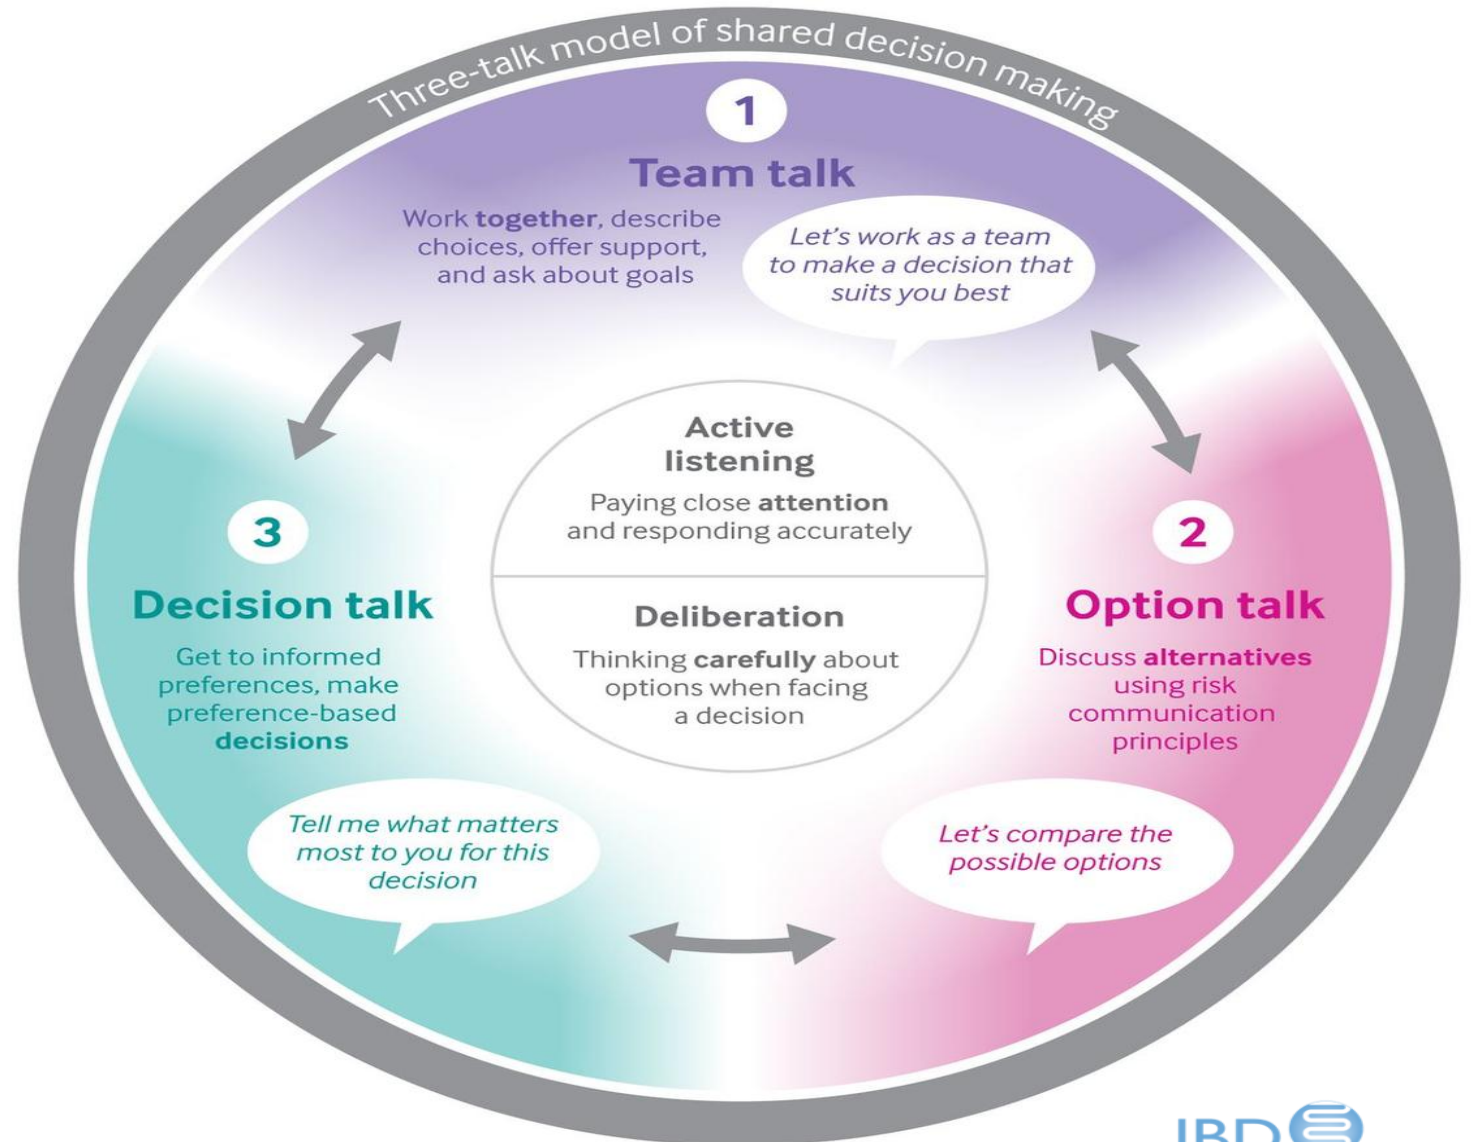 Three-talk model of shared decision making
1
Team talk
Work together, describe
choices, offer support,
and ask about goals
Let's work as a team
to make a decision that
suits you best
Active
listening
Paying close attention
and responding accurately
Deliberation
Thinking carefully about
options when facing
a decision
2
Option talk
Discuss alternatives
using risk
communication
principles
Let's compare the
possible options
3
Decision talk
Get to informed
preferences, make
preference-based
decisions
Tell me what matters
most to you for this
decision
IBD